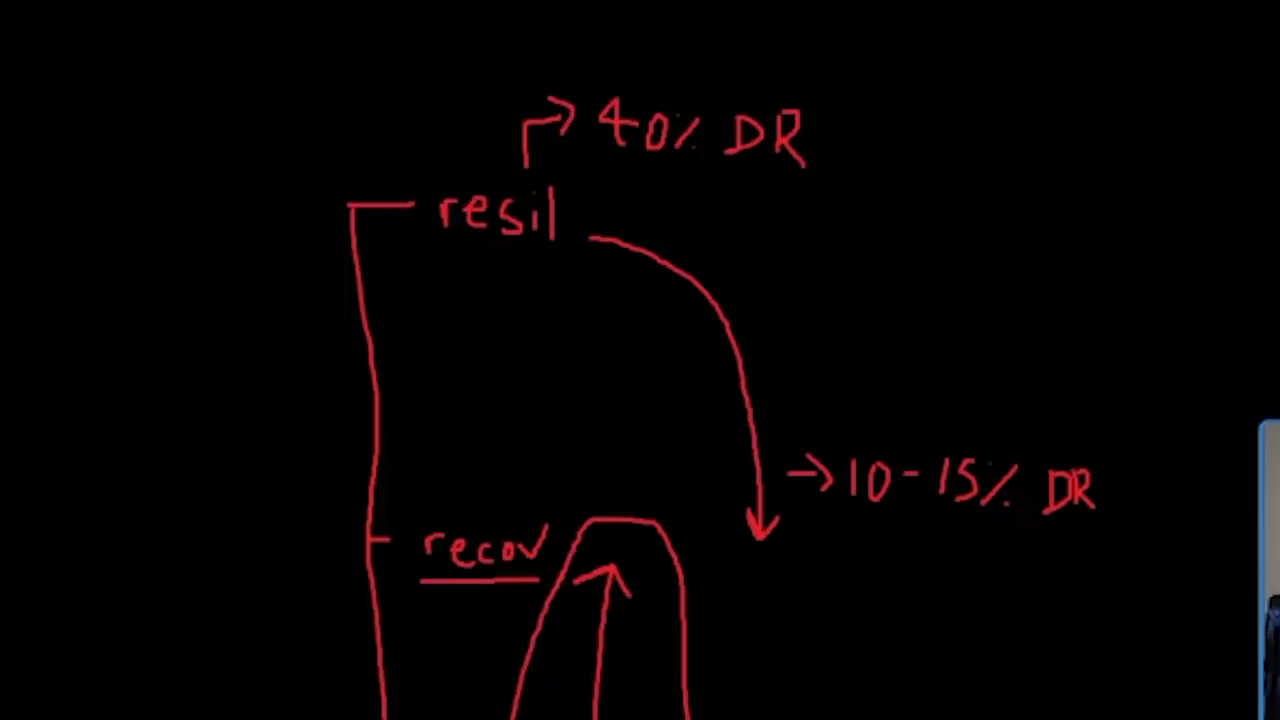 → 40% DR
resil
→ 10-15% DR
recov